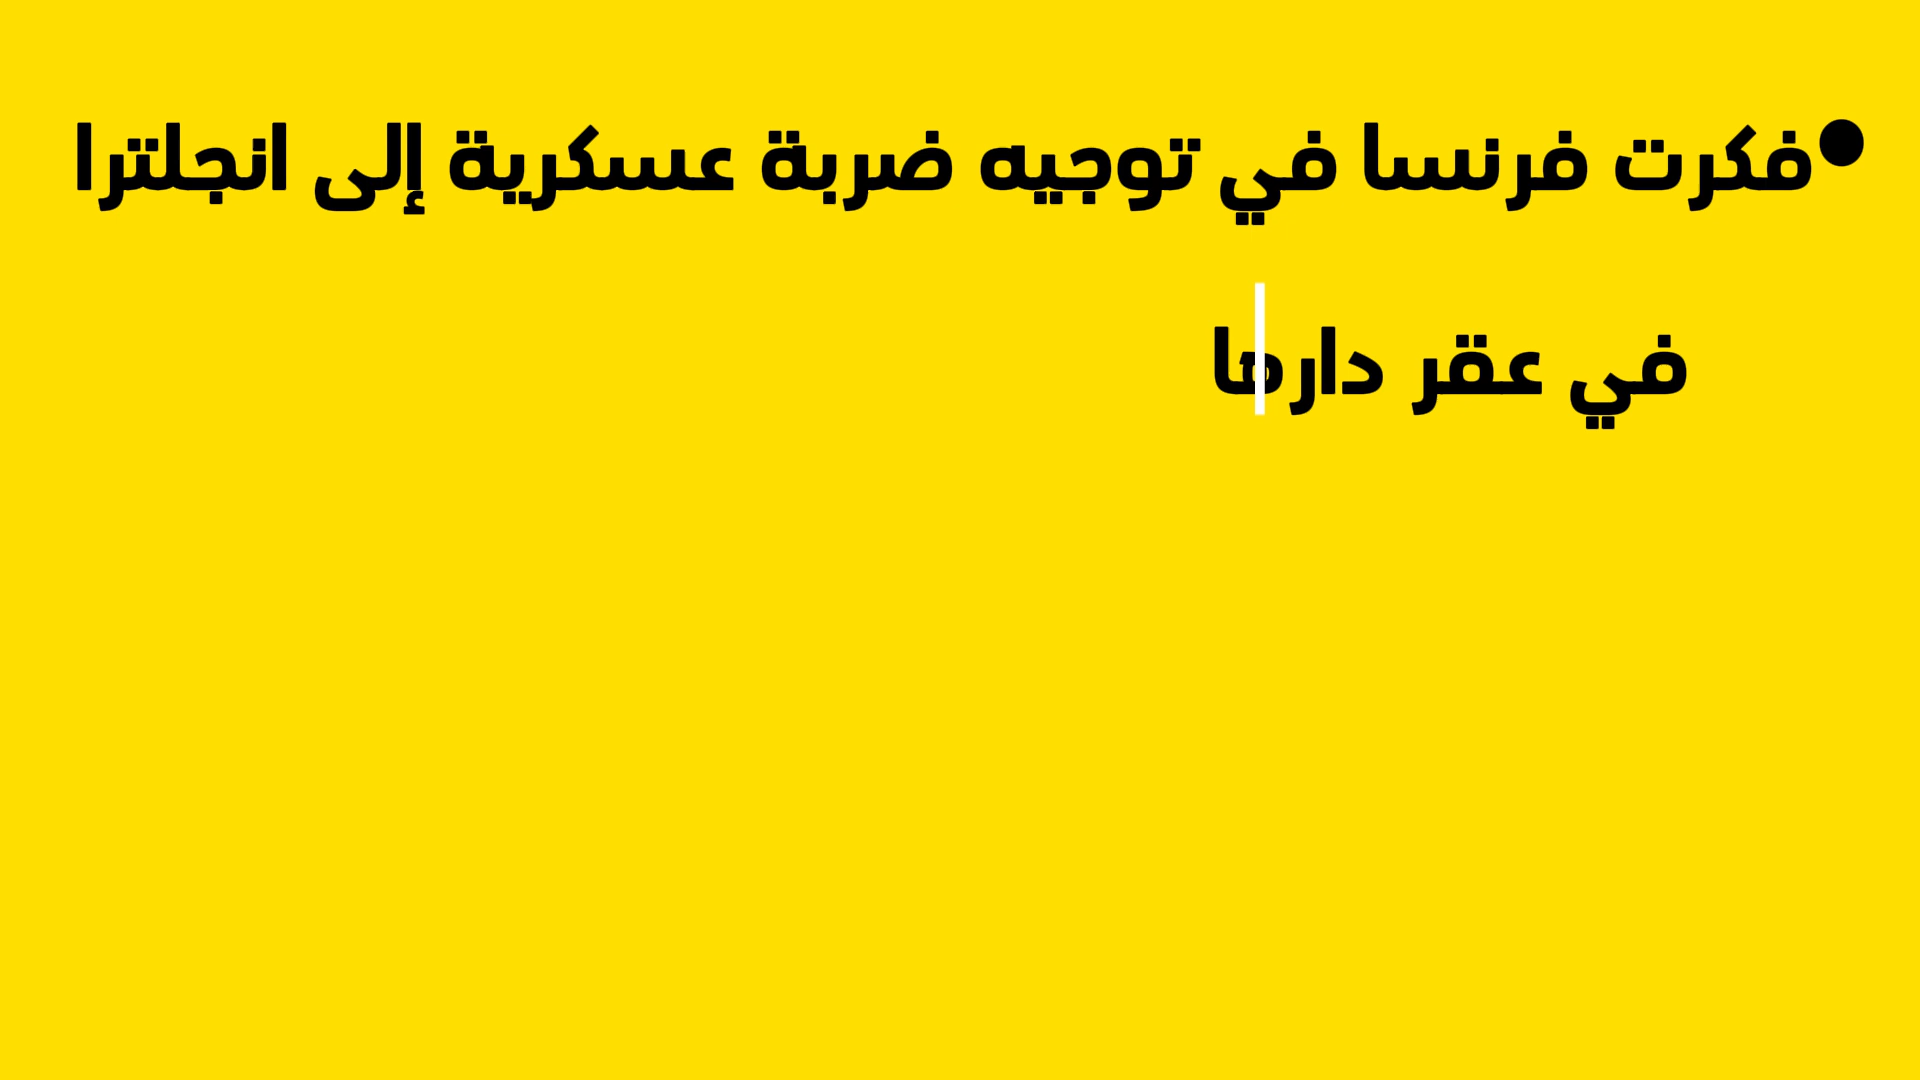 ●فكرت فرنسا في توجيه ضربة عسكرية إلى انجلترا
في عقر دارها